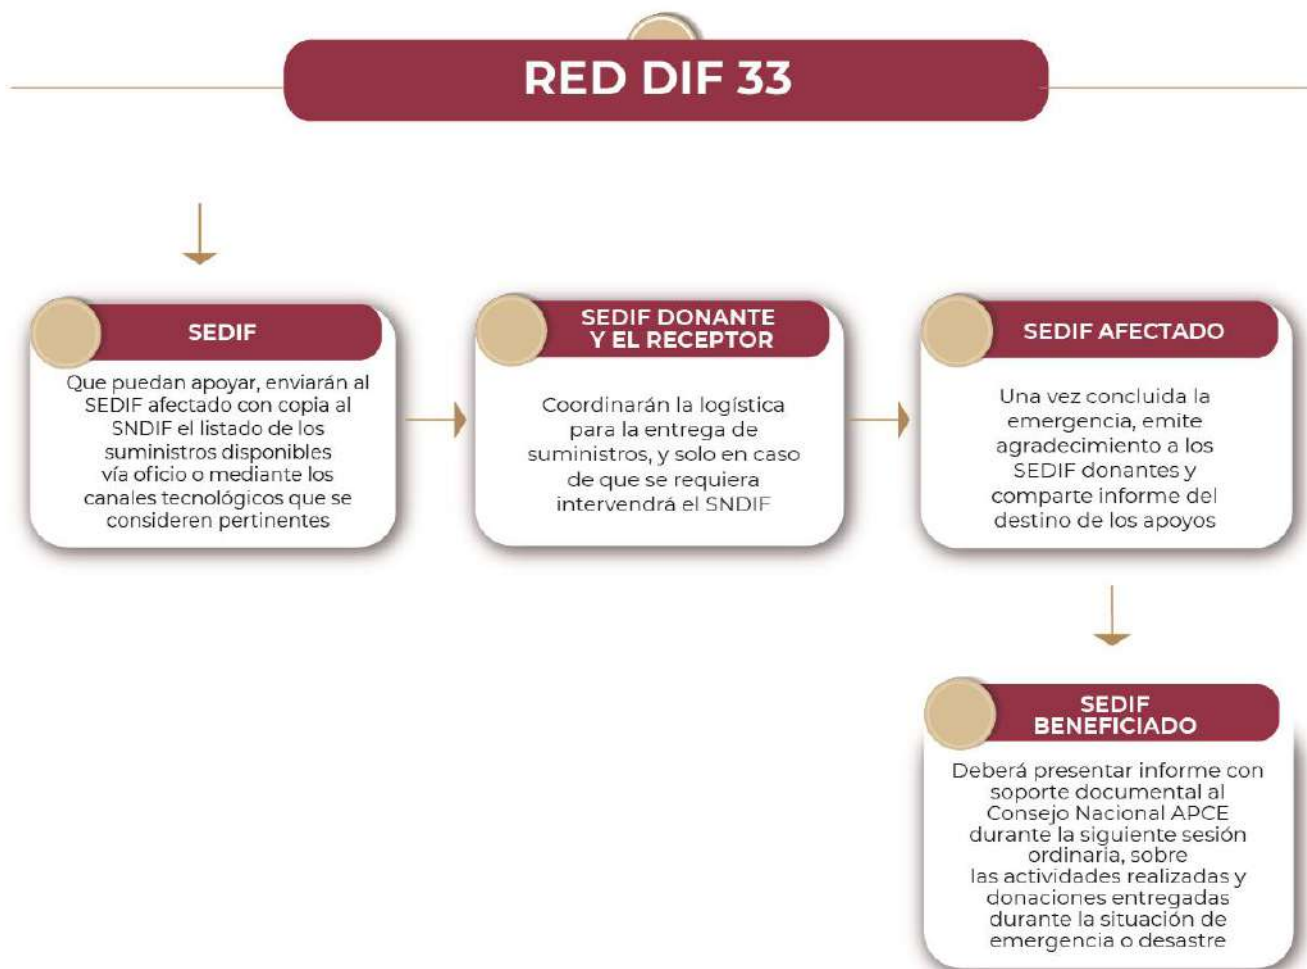 RED DIF 33
SEDIF
Que puedan apoyar, enviarán al
SEDIF afectado con copia al
SNDIF el listado de los
suministros disponibles
vía oficio o mediante los
canales tecnológicos que se
consideren pertinentes
SEDIF DONANTE
Y EL RECEPTOR
Coordinarán la logística
para la entrega de
suministros, y solo en caso
de que se requiera
intervendrá el SNDIF
SEDIF AFECTADO
Una vez concluida la
emergencia, emite
agradecimiento a los
SEDIF donantes y
comparte informe del
destino de los apoyos
SEDIF
BENEFICIADO
Deberá presentar informe con
soporte documental al
Consejo Nacional APCE
durante la siguiente sesión
ordinaria, sobre
las actividades realizadas y
donaciones entregadas
durante la situación de
emergencia o desastre